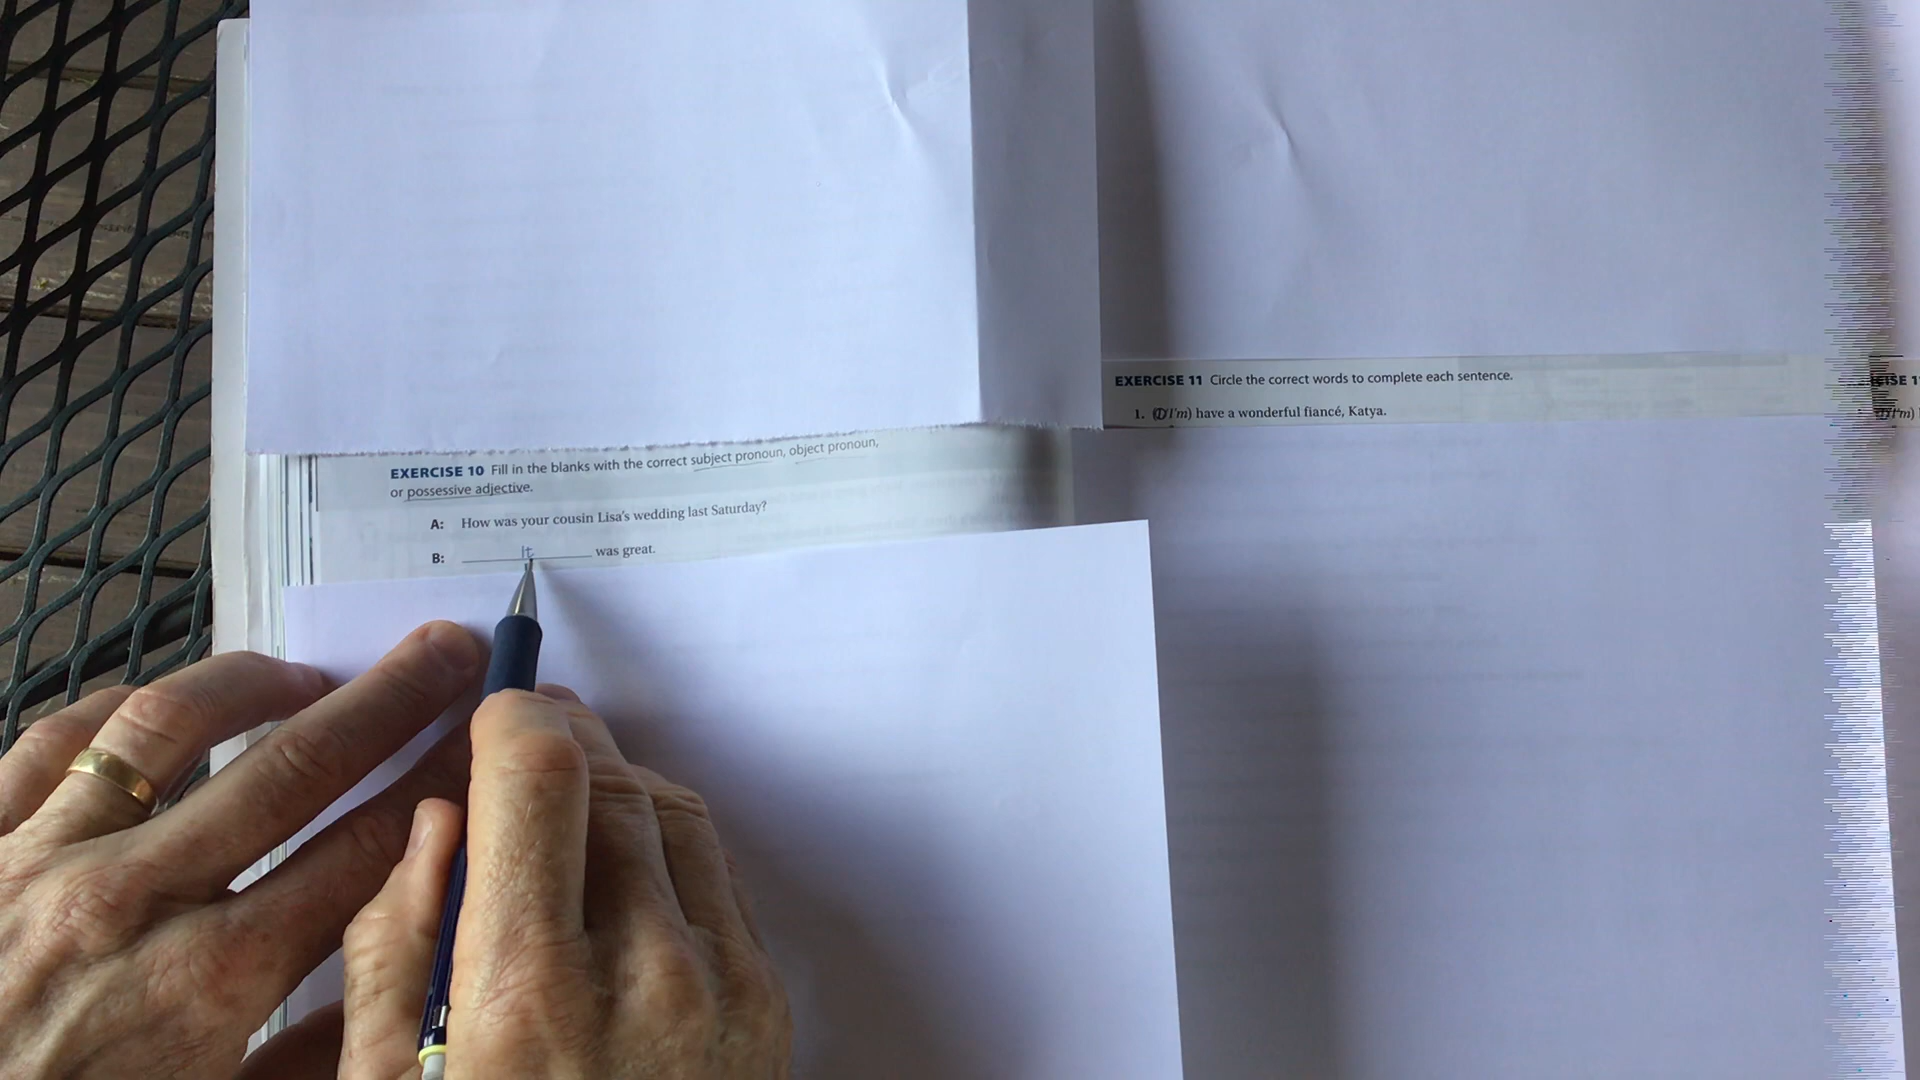 EXERCISE 10 Fill in the blanks with the correct subject pronoun, object pronoun,
or possessive adjective.
A: How was your cousin Lisa's wedding last Saturday?
B: It was great.
EXERCISE 11 Circle the correct words to complete each sentence.
1. (I/I'm) have a wonderful fiancé, Katya.